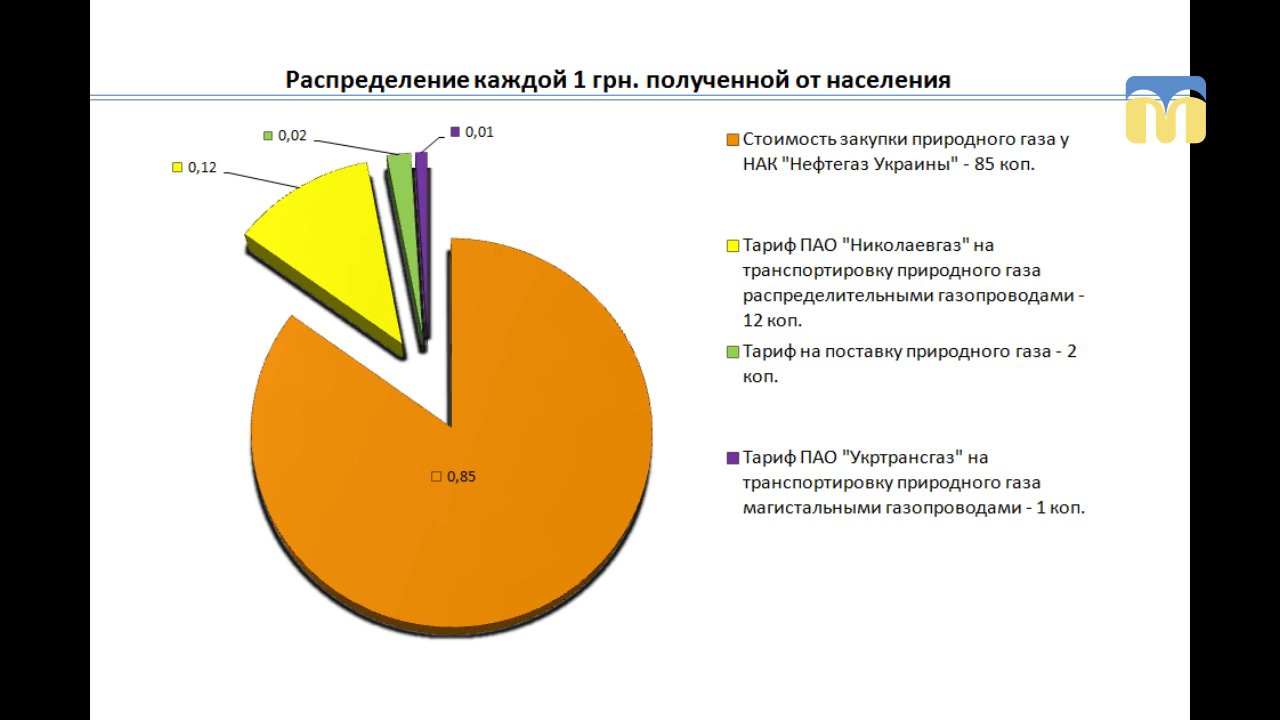 Распределение каждой 1 грн. полученной от населения
0,02
0,01
0,12
0,85
Стоимость закупки природного газа у
НАК "Нефтегаз Украины" - 85 коп.
Тариф ПАО "Николаевгаз" на
транспортировку природного газа
распределительными газопроводами -
12 коп.
Тариф на поставку природного газа - 2
коп.
Тариф ПАО "Укртрансгаз" на
транспортировку природного газа
магистальными газопроводами - 1 коп.